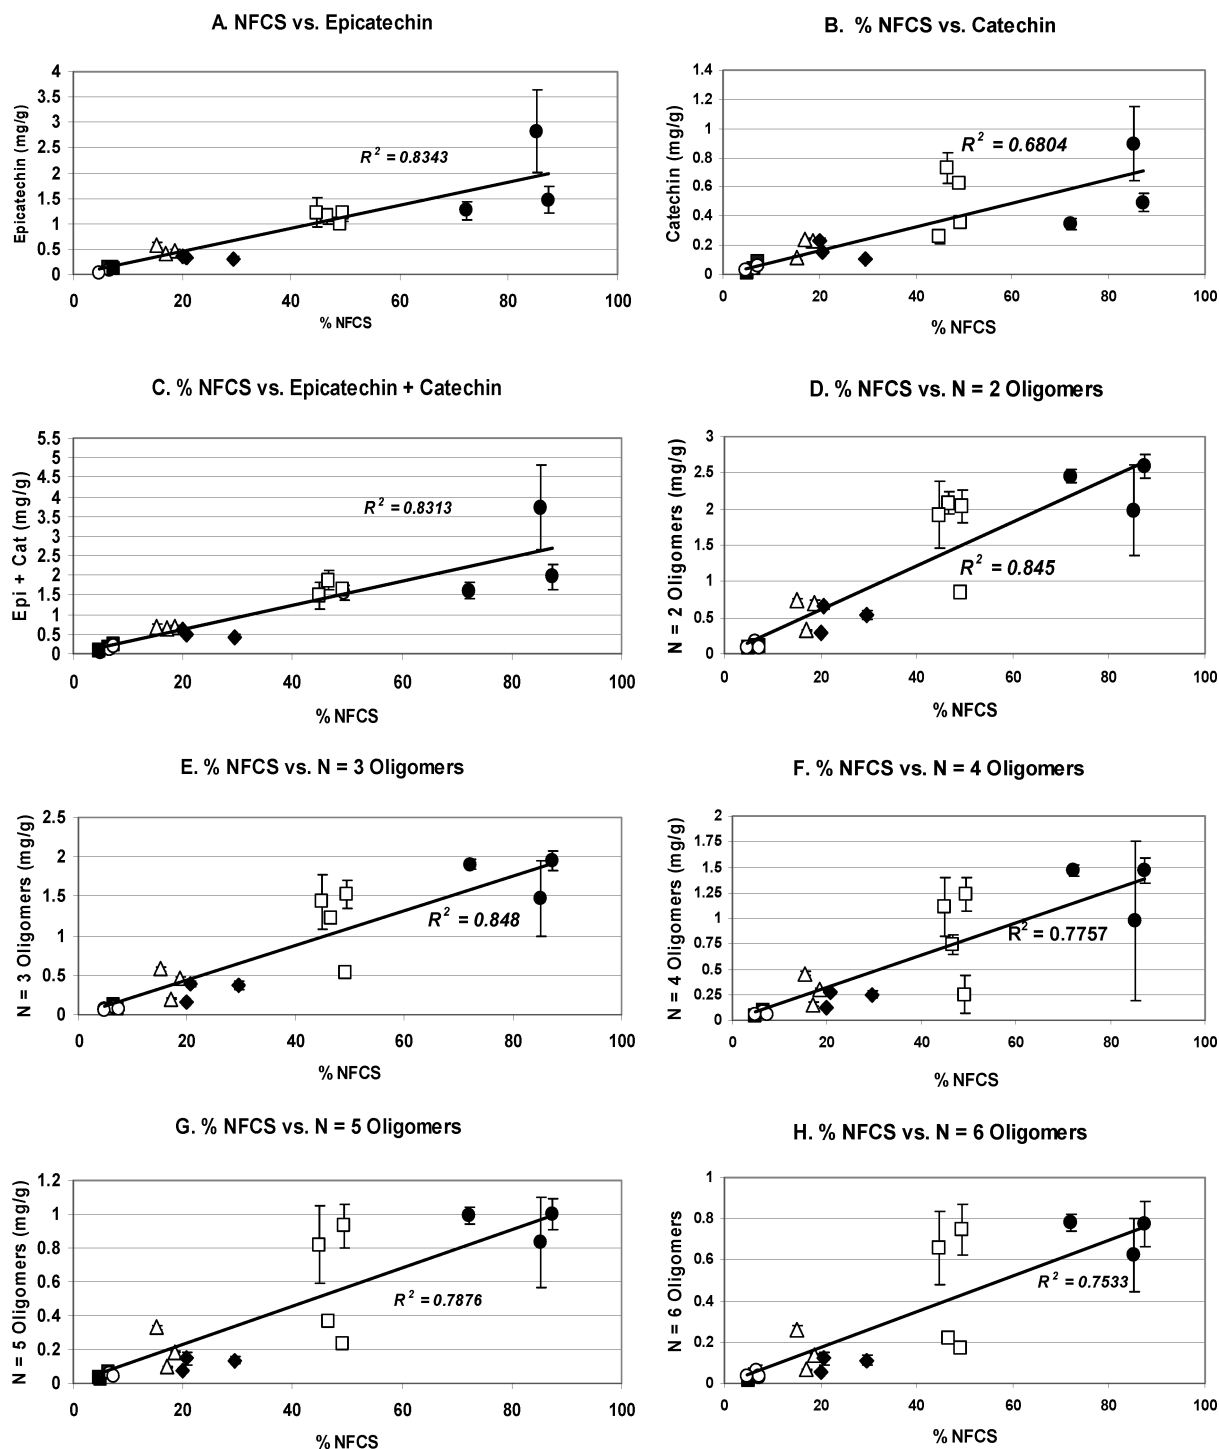 A. NFCS vs. Epicatechin
Epicatechin (mg/g)
4
3.5
3
2.5
2
1.5
1
0.5
0
R² = 0.8343
0 20 40 60 80 100
% NFCS
B. % NFCS vs. Catechin
Catechin (mg/g)
1.4
1.2
1
0.8
0.6
0.4
0.2
0
R² = 0.6804
0 20 40 60 80 100
% NFCS
C. % NFCS vs. Epicatechin + Catechin
Epi + Cat (mg/g)
5.5
5
4.5
4
3.5
3
2.5
2
1.5
1
0.5
0
R² = 0.8313
0 20 40 60 80 100
% NFCS
D. % NFCS vs. N = 2 Oligomers
N = 2 Oligomers (mg/g)
3
2.5
2
1.5
1
0.5
0
R² = 0.845
0 20 40 60 80 100
% NFCS
E. % NFCS vs. N = 3 Oligomers
N = 3 Oligomers (mg/g)
2.5
2
1.5
1
0.5
0
R² = 0.848
0 20 40 60 80 100
% NFCS
F. % NFCS vs. N = 4 Oligomers
N = 4 Oligomers (mg/g)
2
1.75
1.5
1.25
1
0.75
0.5
0.25
0
R² = 0.7757
0 20 40 60 80 100
% NFCS
G. % NFCS vs. N = 5 Oligomers
N = 5 Oligomers (mg/g)
1.2
1
0.8
0.6
0.4
0.2
0
R² = 0.7876
0 20 40 60 80 100
% NFCS
H. % NFCS vs. N = 6 Oligomers
N = 6 Oligomers
1
0.8
0.6
0.4
0.2
0
R² = 0.7533
0 20 40 60 80 100
% NFCS